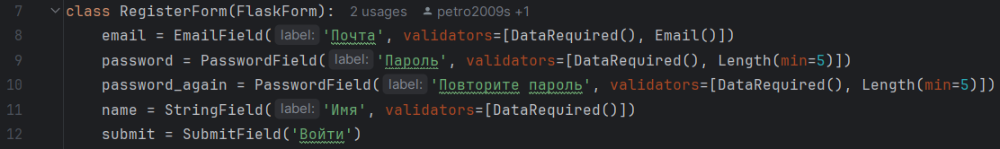 7 class RegisterForm(FlaskForm): 2 usages petro2009s +1
8 email = EmailField( label: 'Почта', validators=[DataRequired(), Email()])
9 password = PasswordField( label: 'Пароль', validators=[DataRequired(), Length(min=5)])
10 password_again = PasswordField( label: 'Повторите пароль', validators=[DataRequired(), Length(min=5)])
11 name = StringField( label: 'Имя', validators=[DataRequired()])
12 submit = SubmitField('Войти')